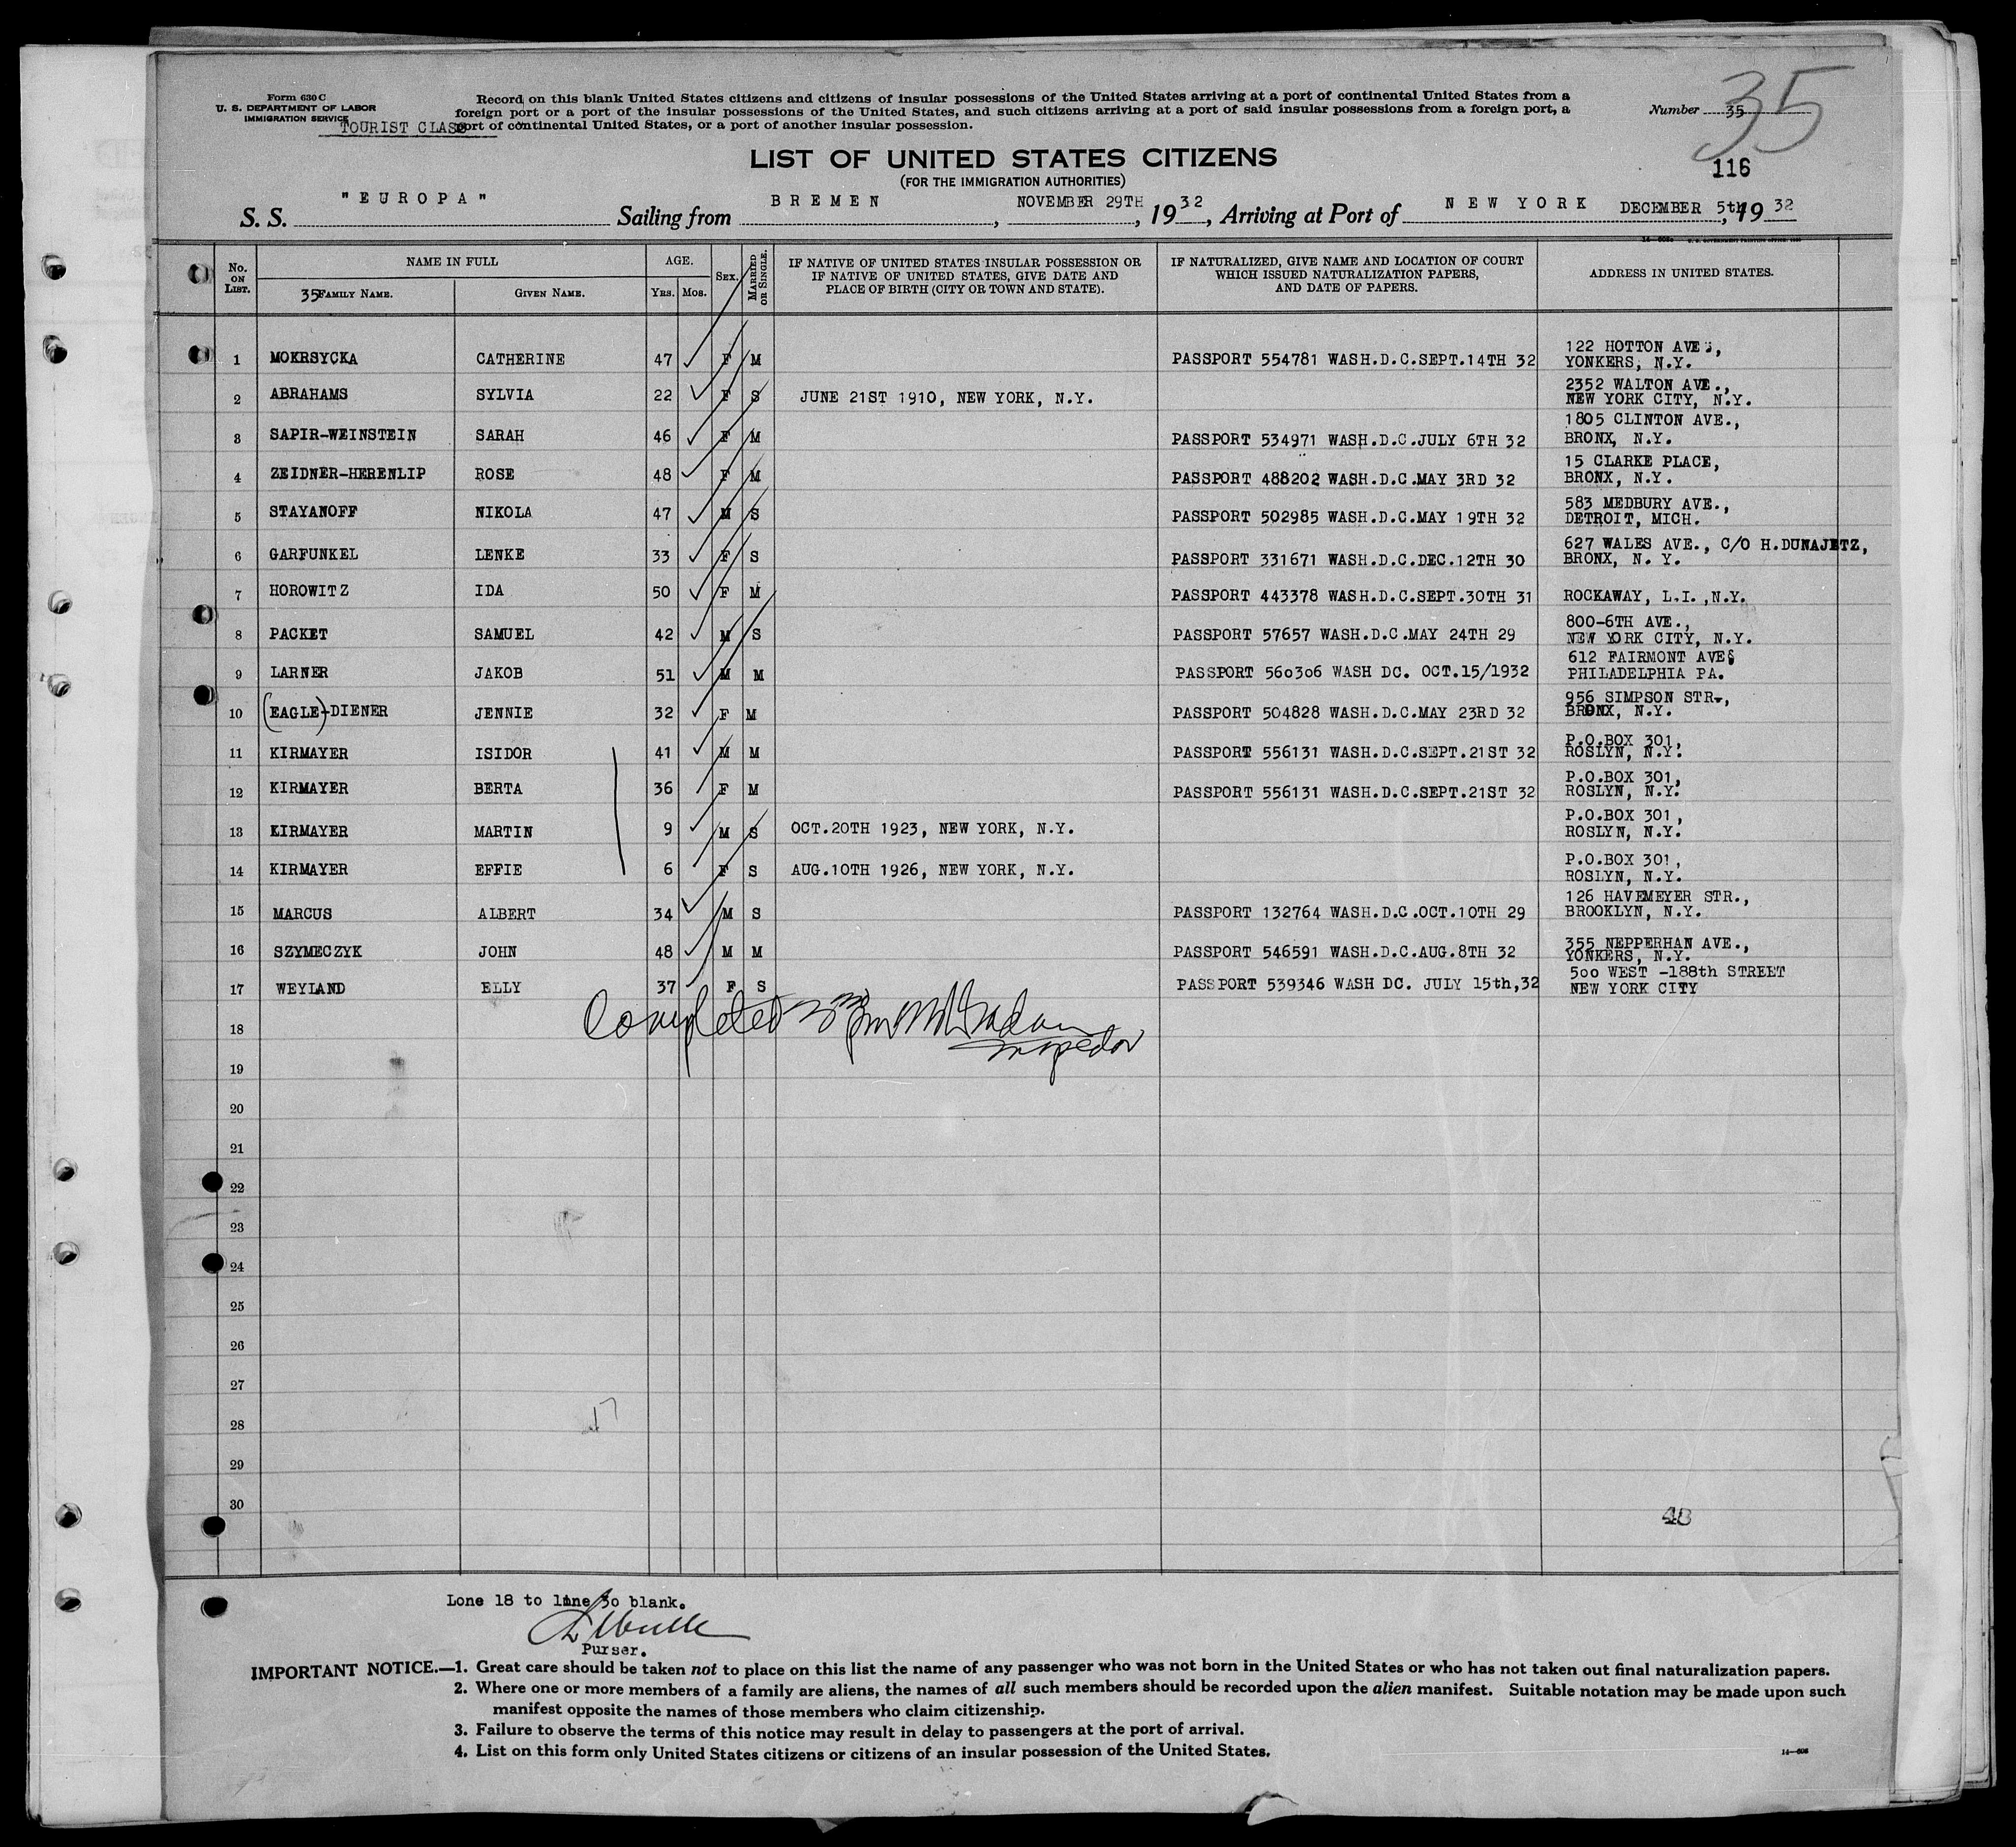 Form 630 C
U. S. DEPARTMENT OF LABOR
IMMIGRATION SERVICE
TOURIST CLASS
Record on this blank United States citizens and citizens of insular possessions of the United States arriving at a port of continental United States from a
foreign port or a port of the insular possessions of the United States, and such citizens arriving at a port of said insular possessions from a foreign port, a
port of continental United States, or a port of another insular possession.
Number 35
35
116
LIST OF UNITED STATES CITIZENS
(FOR THE IMMIGRATION AUTHORITIES)
S. S. "EUROPA" Sailing from BREMEN, NOVEMBER 29TH, 1932, Arriving at Port of NEW YORK DECEMBER 5th, 1932
No. ON LIST. NAME IN FULL AGE. SEX. MARRIED OR SINGLE. IF NATIVE OF UNITED STATES INSULAR POSSESSION OR IF NATIVE OF UNITED STATES, GIVE DATE AND PLACE OF BIRTH (CITY OR TOWN AND STATE). IF NATURALIZED, GIVE NAME AND LOCATION OF COURT WHICH ISSUED NATURALIZATION PAPERS, AND DATE OF PAPERS. ADDRESS IN UNITED STATES.
35 FAMILY NAME. GIVEN NAME. YRS. MOS.
1 MOKRSYCKA CATHERINE 47 F M PASSPORT 554781 WASH.D.C.SEPT.14TH 32 122 HOTTON AVE., YONKERS, N.Y.
2 ABRAHAMS SYLVIA 22 F S JUNE 21ST 1910, NEW YORK, N.Y. 2352 WALTON AVE., NEW YORK CITY, N.Y.
3 SAPIR-WEINSTEIN SARAH 46 F M PASSPORT 534971 WASH.D.C.JULY 6TH 32 1805 CLINTON AVE., BRONX, N.Y.
4 ZEIDNER-HERENLIP ROSE 48 F M PASSPORT 488202 WASH.D.C.MAY 3RD 32 15 CLARKE PLACE, BRONX, N.Y.
5 STAYANOFF NIKOLA 47 M S PASSPORT 502985 WASH.D.C.MAY 19TH 32 583 MEDBURY AVE., DETROIT, MICH.
6 GARFUNKEL LENKE 33 F S PASSPORT 331671 WASH.D.C.DEC.12TH 30 627 WALES AVE., C/O H.DUNAJETZ, BRONX, N. Y.
7 HOROWITZ IDA 50 F M PASSPORT 443378 WASH.D.C.SEPT.30TH 31 ROCKAWAY, L.I.,N.Y.
8 PACKET SAMUEL 42 M S PASSPORT 57657 WASH.D.C.MAY 24TH 29 800-6TH AVE., NEW YORK CITY, N.Y.
9 LARNER JAKOB 51 M M PASSPORT 560306 WASH DC. OCT.15/1932 612 FAIRMONT AVE PHILADELPHIA PA.
10 (EAGLE)-DIENER JENNIE 32 F M PASSPORT 504828 WASH.D.C.MAY 23RD 32 956 SIMPSON STR., BRONX, N.Y.
11 KIRMAYER ISIDOR 41 M M PASSPORT 556131 WASH.D.C.SEPT.21ST 32 P.O.BOX 301, ROSLYN, N.Y.
12 KIRMAYER BERTA 36 F M PASSPORT 556131 WASH.D.C.SEPT.21ST 32 P.O.BOX 301, ROSLYN, N.Y.
13 KIRMAYER MARTIN 9 M S OCT.20TH 1923, NEW YORK, N.Y. P.O.BOX 301, ROSLYN, N.Y.
14 KIRMAYER EFFIE 6 F S AUG.10TH 1926, NEW YORK, N.Y. P.O.BOX 301, ROSLYN, N.Y.
15 MARCUS ALBERT 34 M S PASSPORT 132764 WASH.D.C.OCT.10TH 29 126 HAVEMEYER STR., BROOKLYN, N.Y.
16 SZYMECZYK JOHN 48 M M PASSPORT 546591 WASH.D.C.AUG.8TH 32 355 NEPPERHAN AVE., YONKERS, N.Y.
17 WEYLAND ELLY 37 F S PASSPORT 539346 WASH DC. JULY 15th,32 500 WEST -188th STREET NEW YORK CITY
Completed
Inspector
18
19
20
21
22
23
24
25
26
27
28
29
30
17
48
Lone 18 to line 30 blank.
Purser.
IMPORTANT NOTICE.—1. Great care should be taken not to place on this list the name of any passenger who was not born in the United States or who has not taken out final naturalization papers.
2. Where one or more members of a family are aliens, the names of all such members should be recorded upon the alien manifest. Suitable notation may be made upon such
manifest opposite the names of those members who claim citizenship.
3. Failure to observe the terms of this notice may result in delay to passengers at the port of arrival.
4. List on this form only United States citizens or citizens of an insular possession of the United States.
14—606